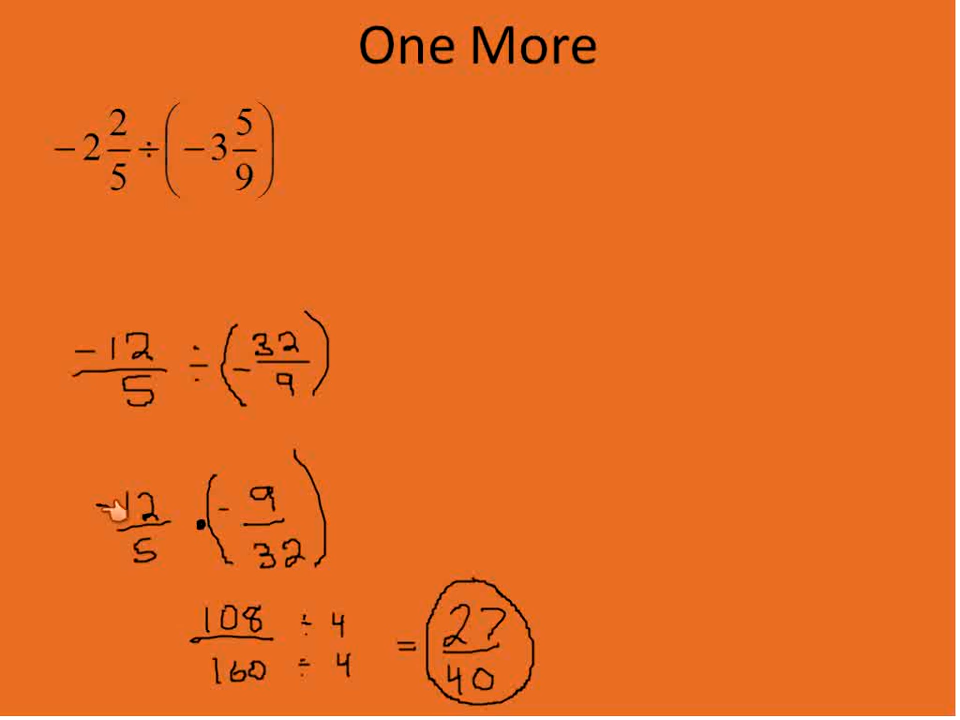 One More
−2 2/5 ÷ (−3 5/9)
−12/5 ÷ (−32/9)
−12/5 · (−9/32)
108/160 ÷ 4/÷ 4 = 27/40